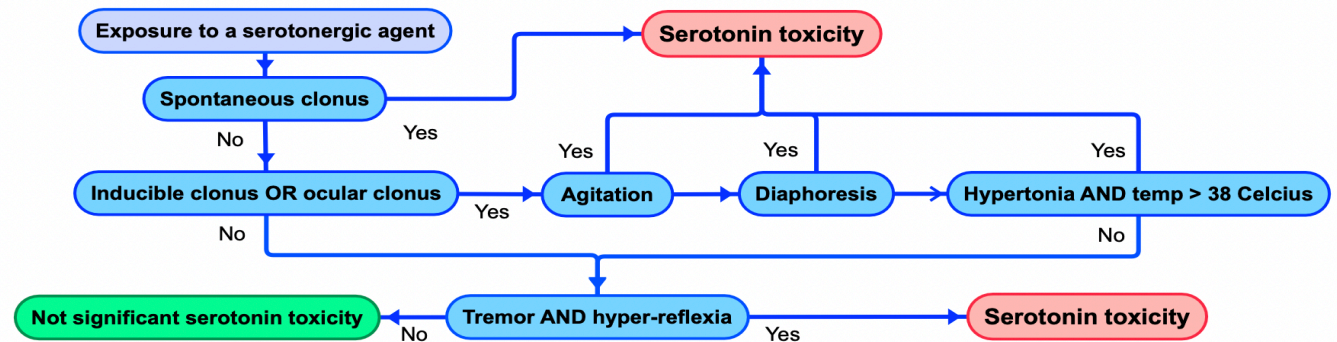 Exposure to a serotonergic agent
Serotonin toxicity
Spontaneous clonus
No
Yes
Yes
Yes
Yes
Inducible clonus OR ocular clonus
Yes
Agitation
Diaphoresis
Hypertonia AND temp > 38 Celcius
No
No
Not significant serotonin toxicity
No
Tremor AND hyper-reflexia
Yes
Serotonin toxicity